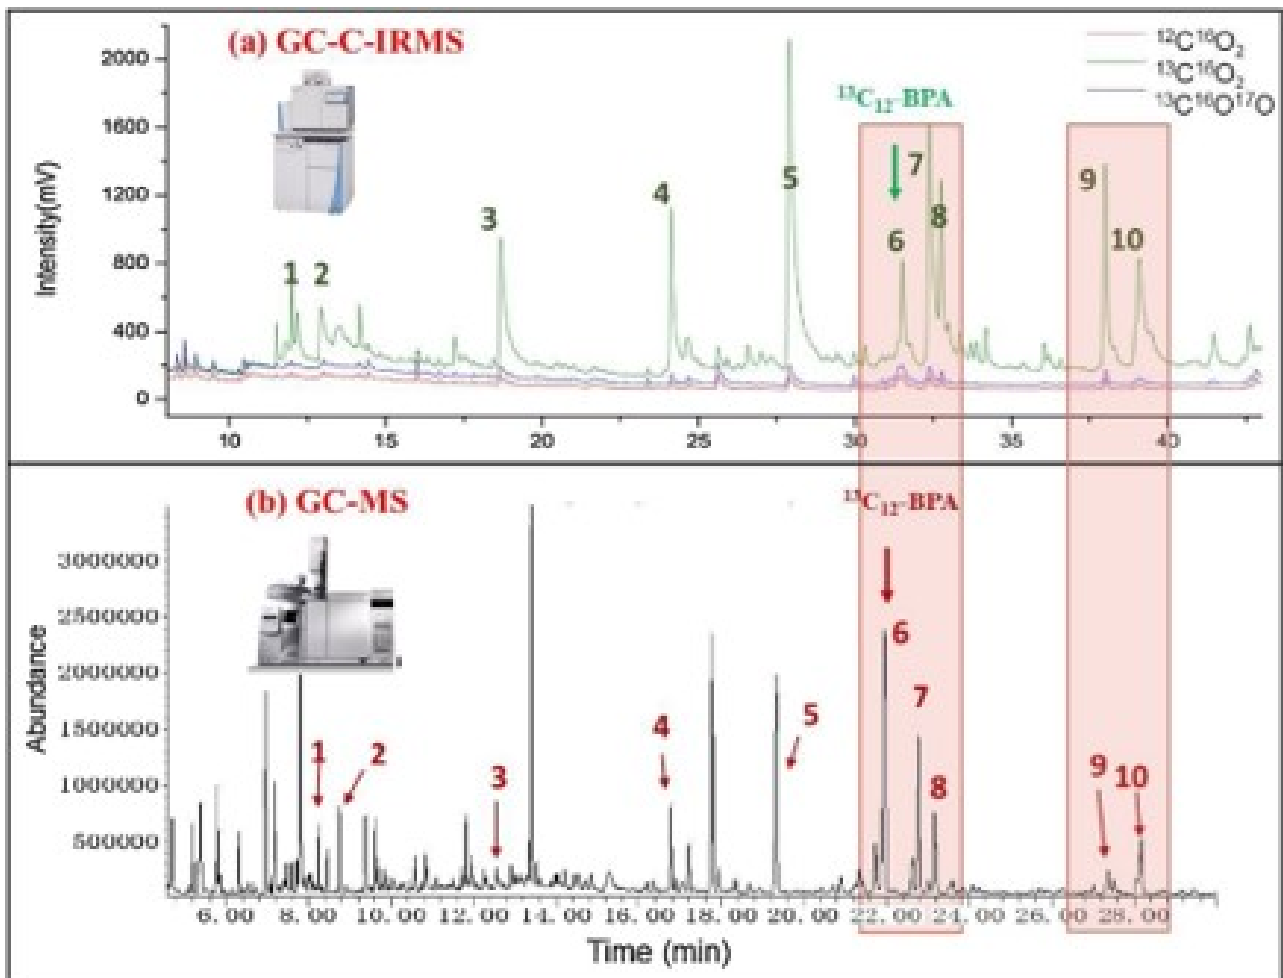 (a) GC-C-IRMS
¹²C¹⁶O₂
¹³C¹⁶O₂
¹³C¹⁶O¹⁷O
¹³C₁₂-BPA
Intensity(mV)
2000
1600
1200
800
400
0
1 2 3 4 5 6 7 8 9 10
10 15 20 25 30 35 40
(b) GC-MS
¹³C₁₂-BPA
Abundance
3000000
2500000
2000000
1500000
1000000
500000
1 2 3 4 5 6 7 8 9 10
6.00 8.00 10.00 12.00 14.00 16.00 18.00 20.00 22.00 24.00 26.00 28.00
Time (min)